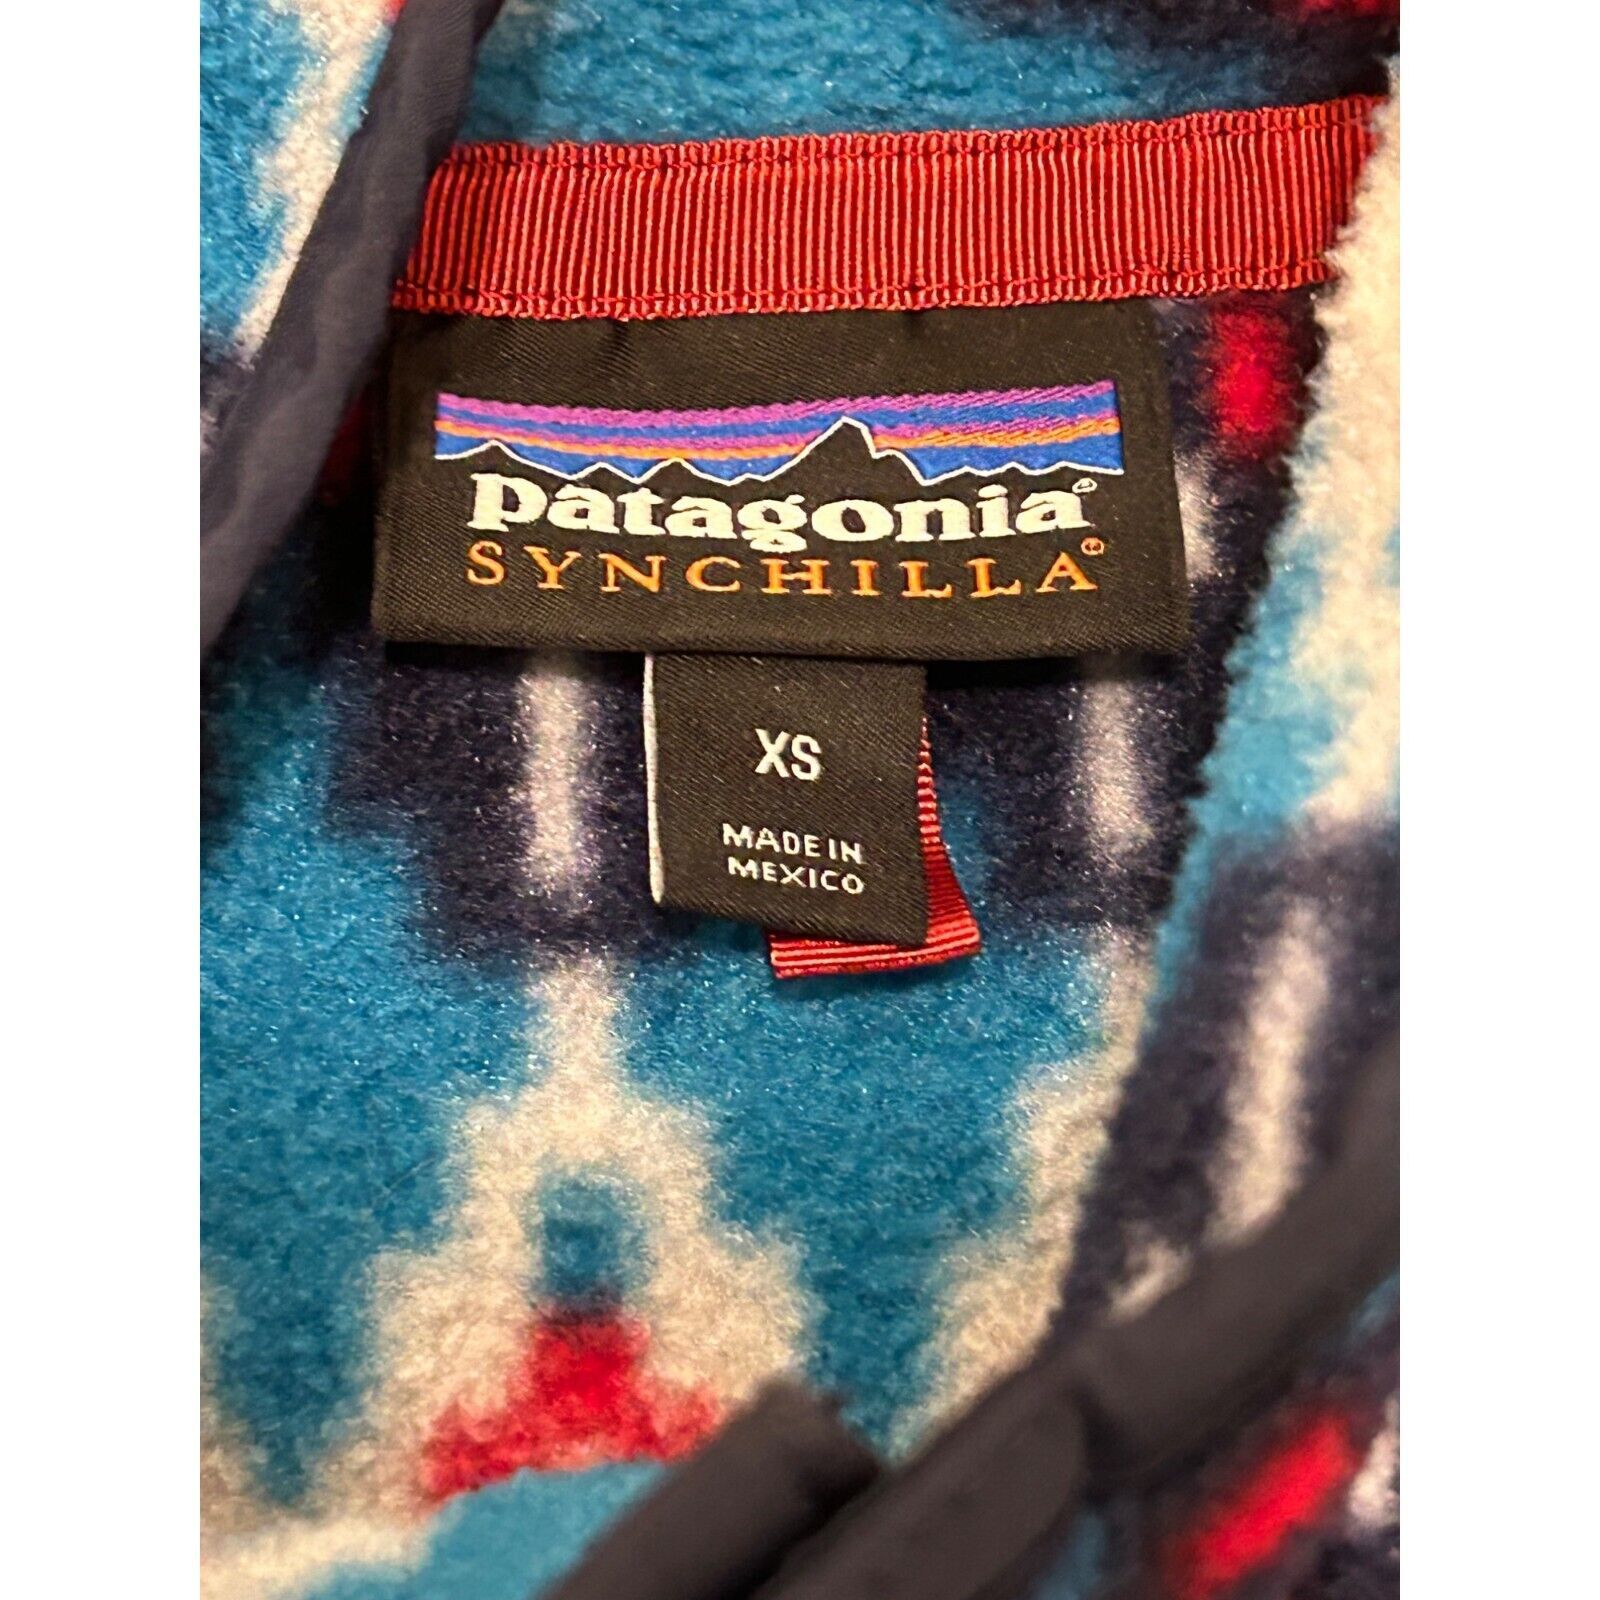 patagonia®
SYNCHILLA®
XS
MADE IN
MEXICO